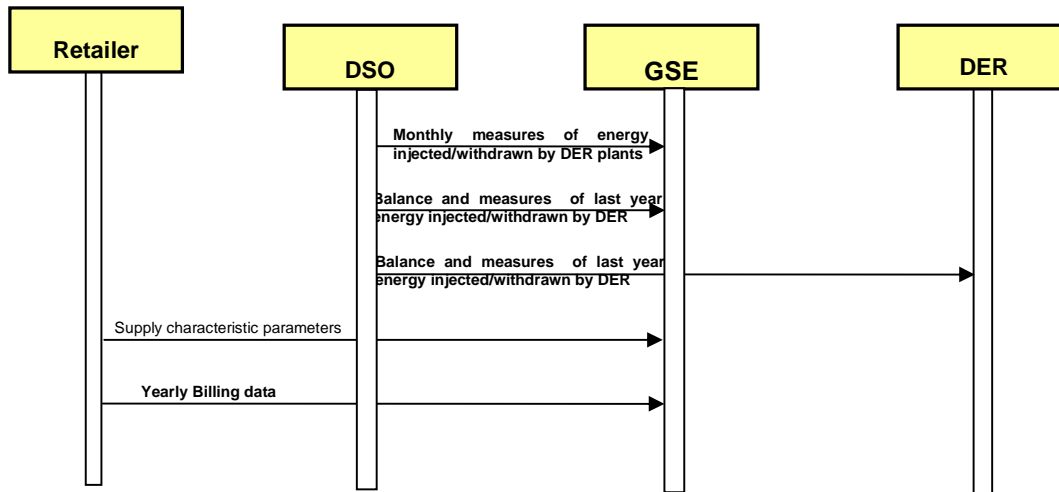 Retailer
DSO
GSE
DER
Monthly measures of energy
injected/withdrawn by DER plants
Balance and measures of last year
energy injected/withdrawn by DER
Balance and measures of last year
energy injected/withdrawn by DER
Supply characteristic parameters
Yearly Billing data